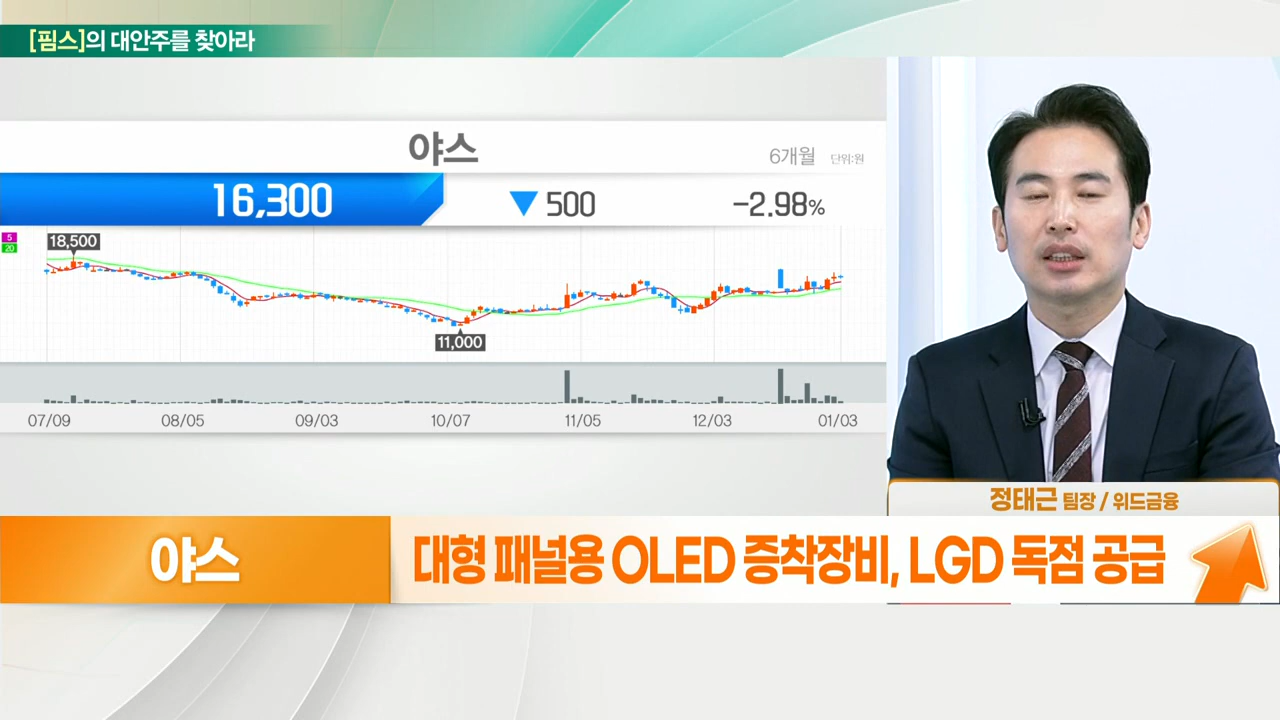 [핌스]의 대안주를 찾아라
야스
6개월 단위:원
16,300 ▼ 500 -2.98%
5
20
18,500
11,000
07/09 08/05 09/03 10/07 11/05 12/03 01/03
정태근 팀장 / 위드금융
야스
대형 패널용 OLED 증착장비, LGD 독점 공급